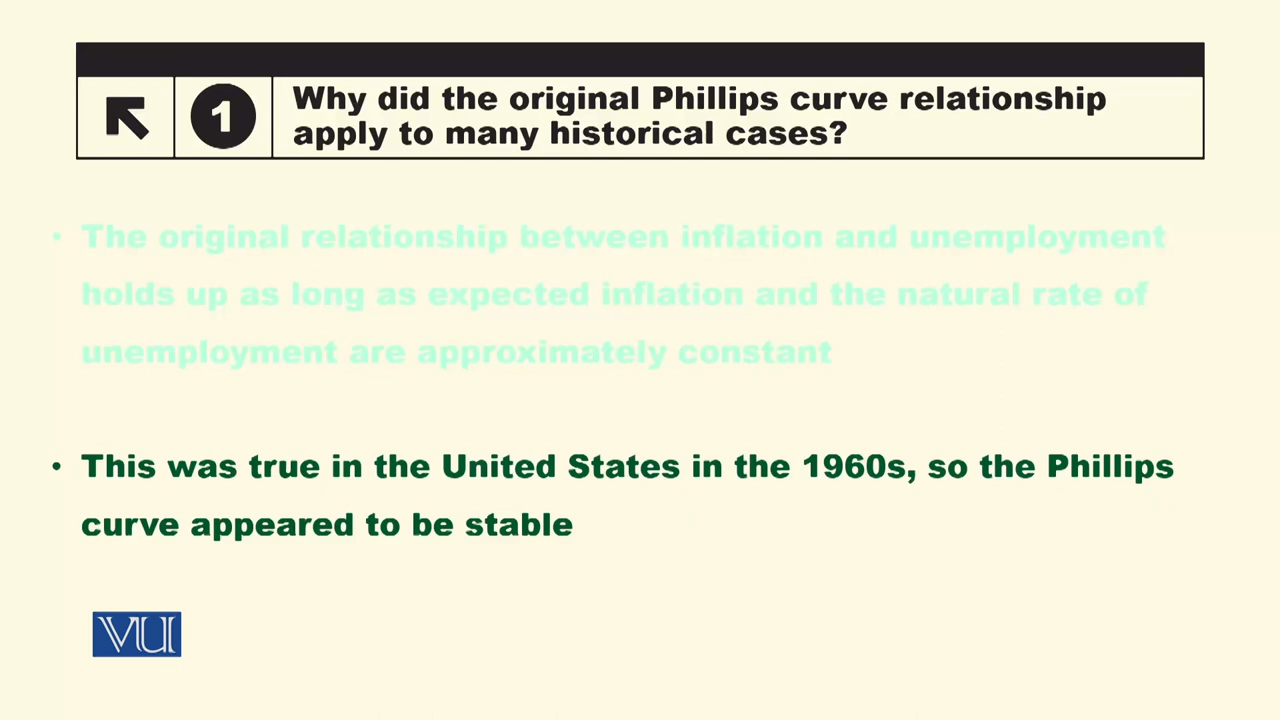 1
Why did the original Phillips curve relationship
apply to many historical cases?
• The original relationship between inflation and unemployment
holds up as long as expected inflation and the natural rate of
unemployment are approximately constant
• This was true in the United States in the 1960s, so the Phillips
curve appeared to be stable
VU